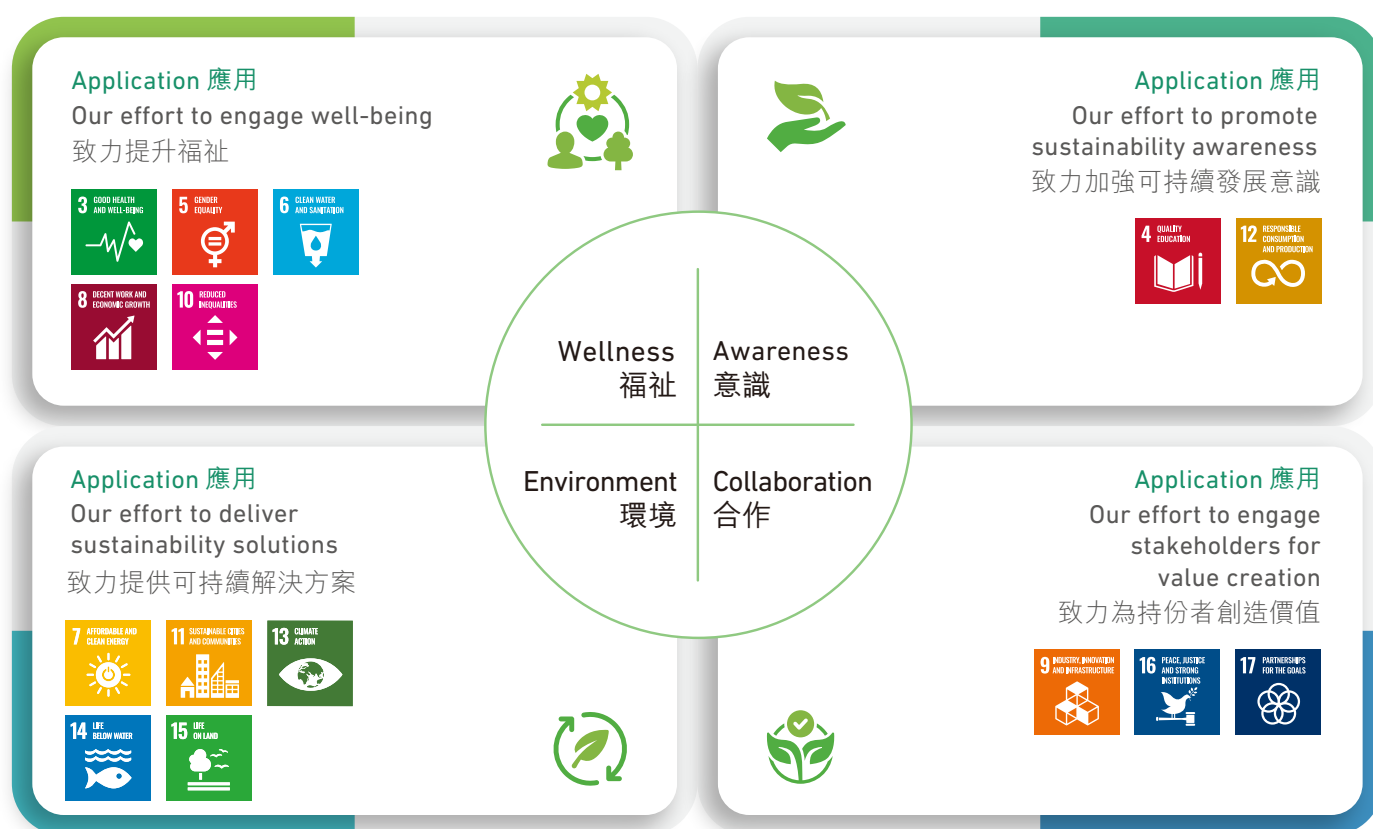 Application 應用
Our effort to engage well-being
致力提升福祉
3 GOOD HEALTH
AND WELL-BEING
5 GENDER
EQUALITY
6 CLEAN WATER
AND SANITATION
8 DECENT WORK AND
ECONOMIC GROWTH
10 REDUCED
INEQUALITIES
Application 應用
Our effort to promote
sustainability awareness
致力加強可持續發展意識
4 QUALITY
EDUCATION
12 RESPONSIBLE
CONSUMPTION
AND PRODUCTION
Wellness
福祉
Awareness
意識
Environment
環境
Collaboration
合作
Application 應用
Our effort to deliver
sustainability solutions
致力提供可持續解決方案
7 AFFORDABLE AND
CLEAN ENERGY
11 SUSTAINABLE CITIES
AND COMMUNITIES
13 CLIMATE
ACTION
14 LIFE
BELOW WATER
15 LIFE
ON LAND
Application 應用
Our effort to engage
stakeholders for
value creation
致力為持份者創造價值
9 INDUSTRY, INNOVATION
AND INFRASTRUCTURE
16 PEACE, JUSTICE
AND STRONG
INSTITUTIONS
17 PARTNERSHIPS
FOR THE GOALS